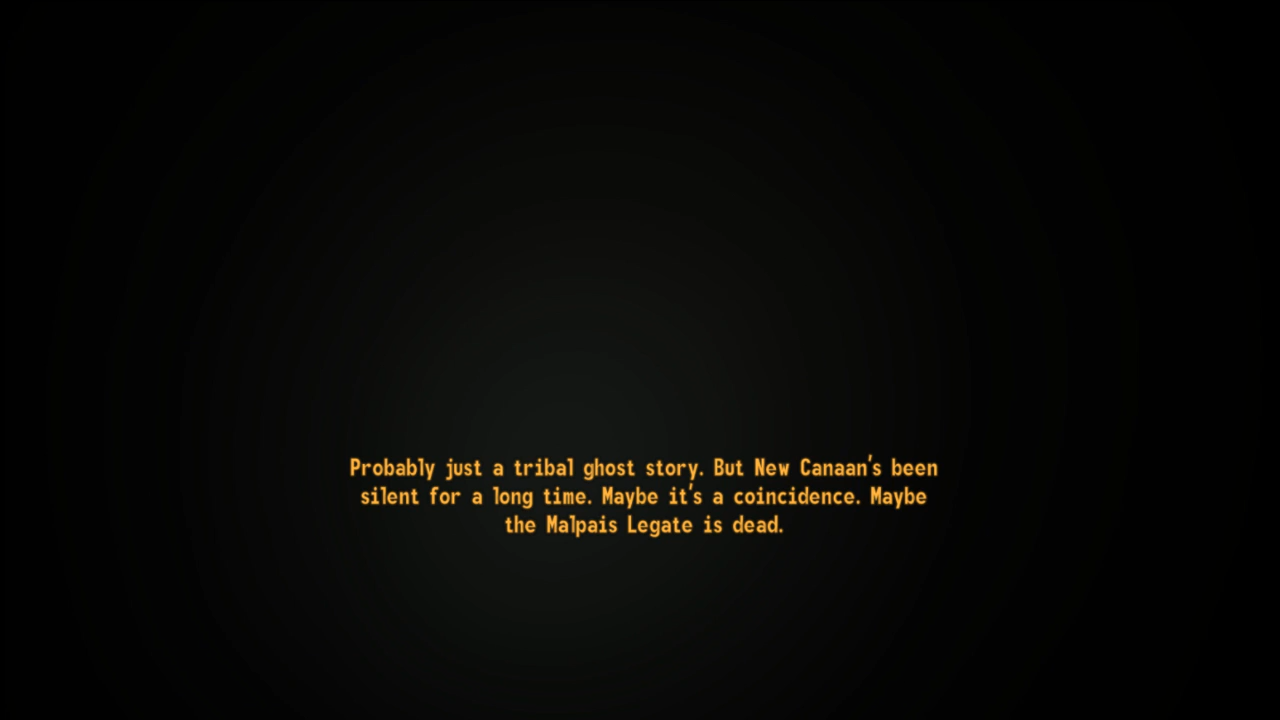 Probably just a tribal ghost story. But New Canaan's been
silent for a long time. Maybe it's a coincidence. Maybe
the Malpais Legate is dead.